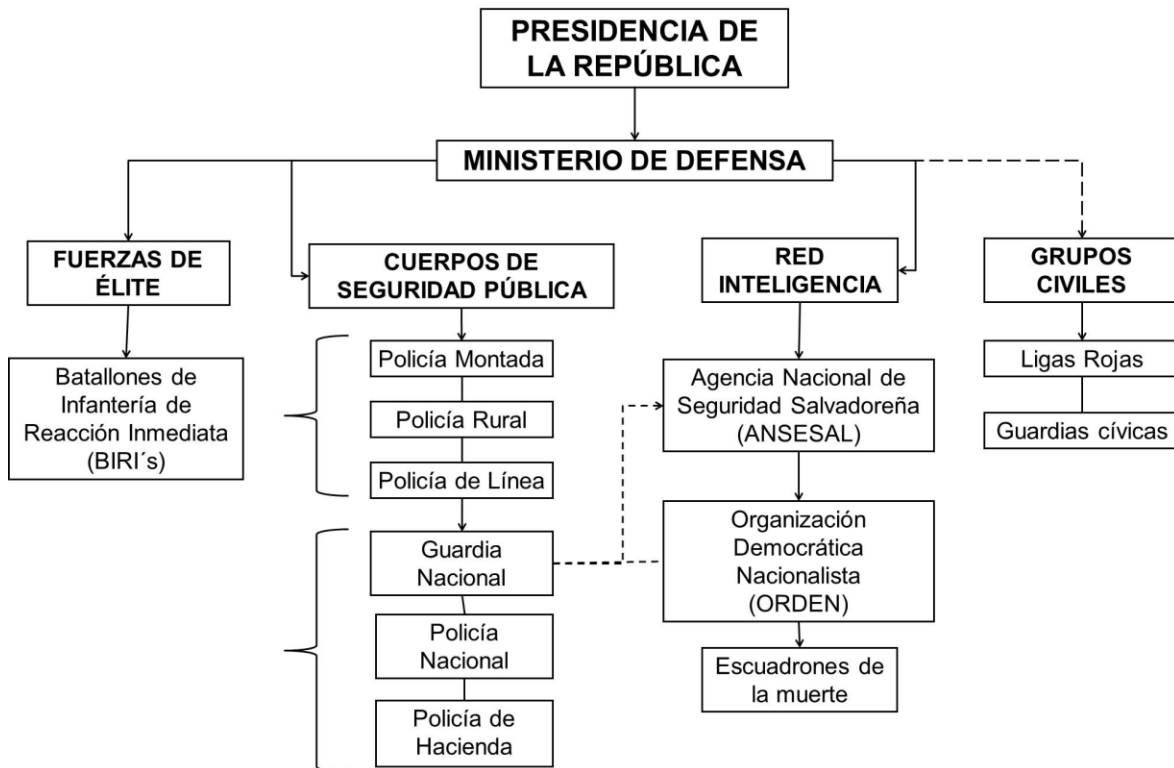 PRESIDENCIA DE
LA REPÚBLICA
MINISTERIO DE DEFENSA
FUERZAS DE
ÉLITE
Batallones de
Infantería de
Reacción Inmediata
(BIRI´s)
CUERPOS DE
SEGURIDAD PÚBLICA
Policía Montada
Policía Rural
Policía de Línea
Guardia
Nacional
Policía
Nacional
Policía de
Hacienda
RED
INTELIGENCIA
Agencia Nacional de
Seguridad Salvadoreña
(ANSESAL)
Organización
Democrática
Nacionalista
(ORDEN)
Escuadrones de
la muerte
GRUPOS
CIVILES
Ligas Rojas
Guardias cívicas